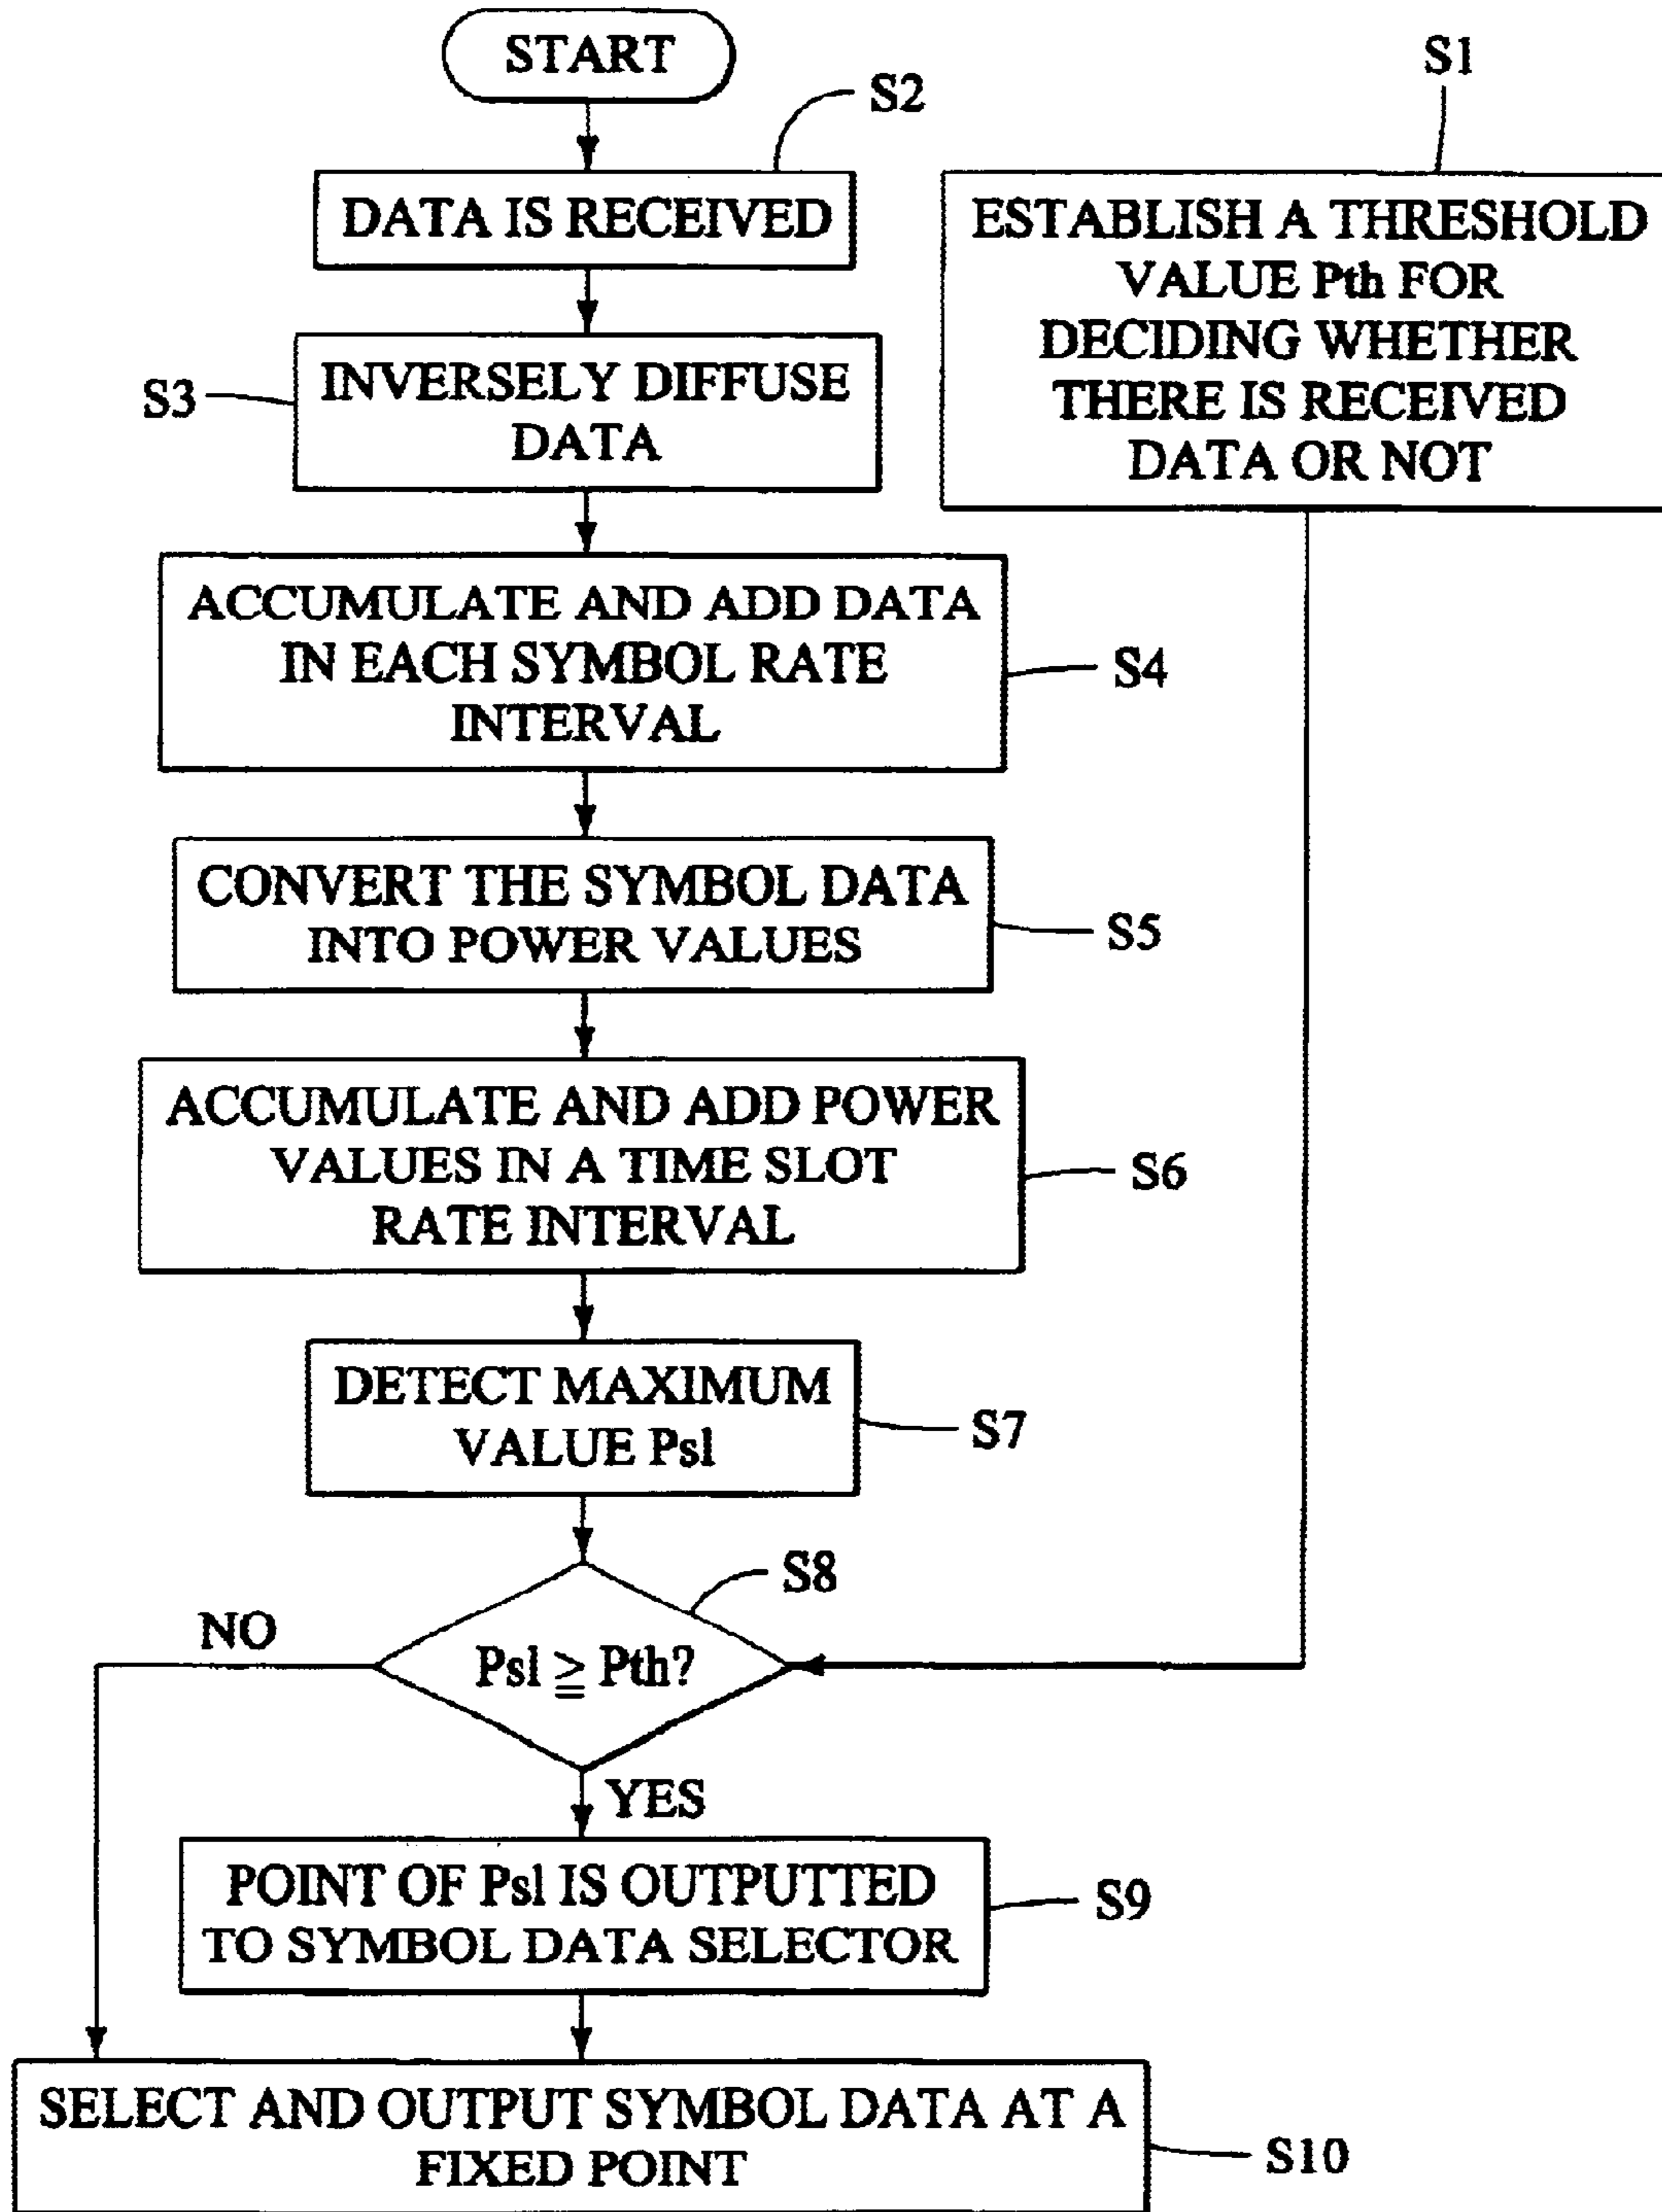 START
S2
DATA IS RECEIVED
S1
ESTABLISH A THRESHOLD
VALUE Pth FOR
DECIDING WHETHER
THERE IS RECEIVED
DATA OR NOT
S3
INVERSELY DIFFUSE
DATA
ACCUMULATE AND ADD DATA
IN EACH SYMBOL RATE
INTERVAL
S4
CONVERT THE SYMBOL DATA
INTO POWER VALUES
S5
ACCUMULATE AND ADD POWER
VALUES IN A TIME SLOT
RATE INTERVAL
S6
DETECT MAXIMUM
VALUE Psl
S7
S8
Psl ≧ Pth?
NO
YES
POINT OF Psl IS OUTPUTTED
TO SYMBOL DATA SELECTOR
S9
SELECT AND OUTPUT SYMBOL DATA AT A
FIXED POINT
S10